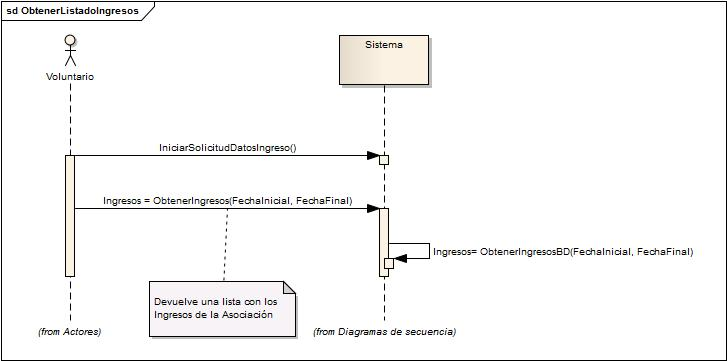 sd ObtenerListadoIngresos
Voluntario
Sistema
IniciarSolicitudDatosIngreso()
Ingresos = ObtenerIngresos(FechaInicial, FechaFinal)
Ingresos= ObtenerIngresosBD(FechaInicial, FechaFinal)
Devuelve una lista con los
Ingresos de la Asociación
(from Actores)
(from Diagramas de secuencia)